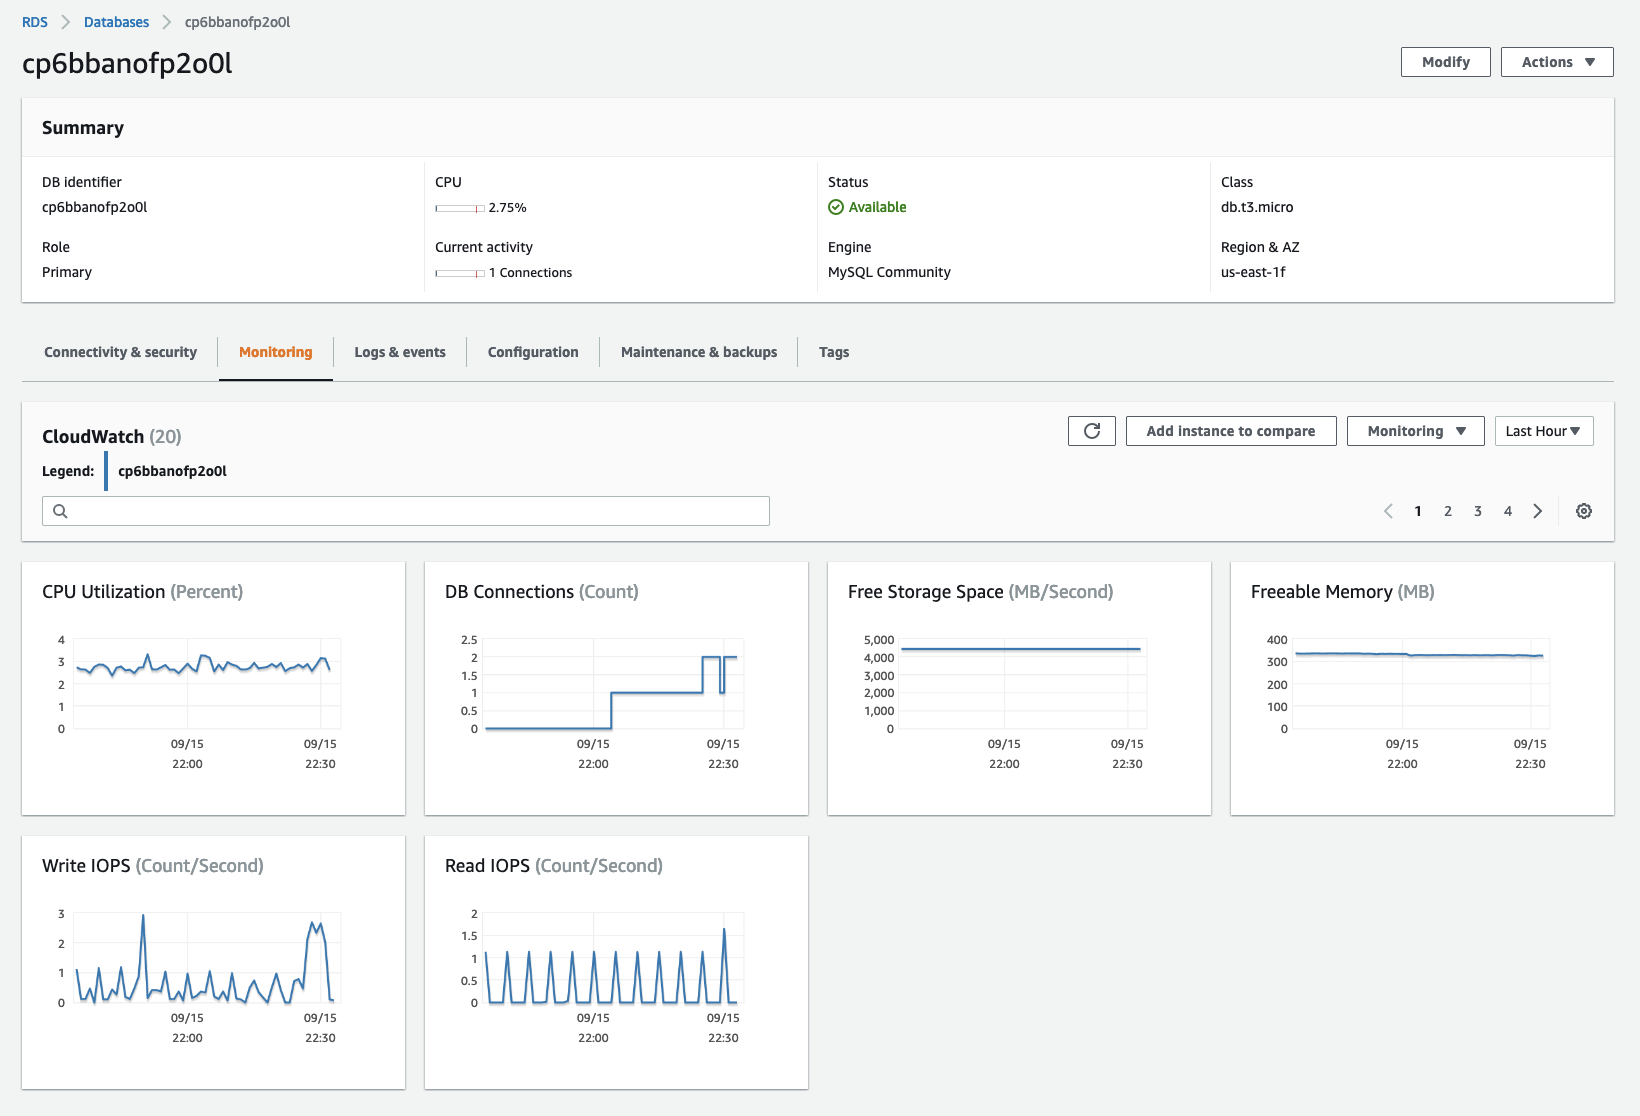 RDS > Databases > cp6bbanofp2o0l
cp6bbanofp2o0l
Modify
Actions
Summary
DB identifier
cp6bbanofp2o0l
CPU
2.75%
Status
Available
Class
db.t3.micro
Role
Primary
Current activity
1 Connections
Engine
MySQL Community
Region & AZ
us-east-1f
Connectivity & security
Monitoring
Logs & events
Configuration
Maintenance & backups
Tags
CloudWatch (20)
Add instance to compare
Monitoring
Last Hour
Legend:
cp6bbanofp2o0l
1 2 3 4
CPU Utilization (Percent)
4
3
2
1
0
09/15
22:00
09/15
22:30
DB Connections (Count)
2.5
2
1.5
1
0.5
0
09/15
22:00
09/15
22:30
Free Storage Space (MB/Second)
5,000
4,000
3,000
2,000
1,000
0
09/15
22:00
09/15
22:30
Freeable Memory (MB)
400
300
200
100
0
09/15
22:00
09/15
22:30
Write IOPS (Count/Second)
3
2
1
0
09/15
22:00
09/15
22:30
Read IOPS (Count/Second)
2
1.5
1
0.5
0
09/15
22:00
09/15
22:30